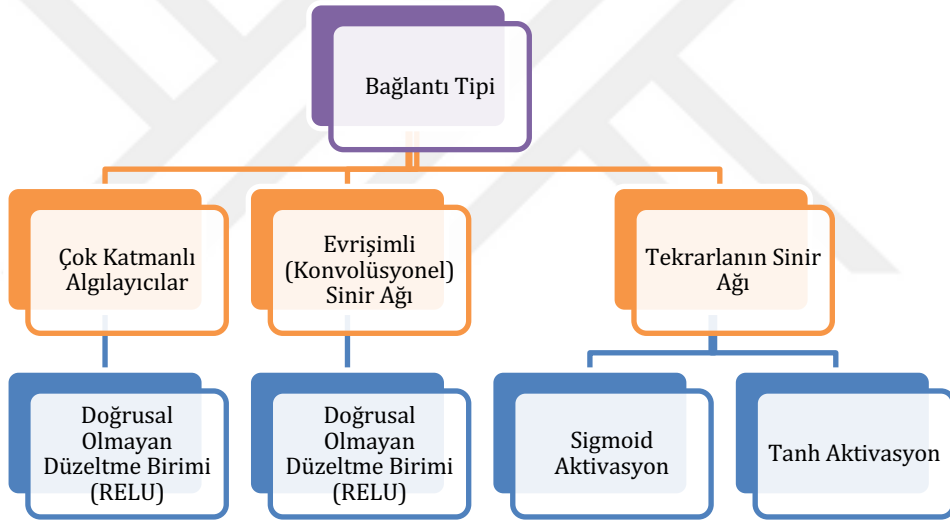 Bağlantı Tipi
Çok Katmanlı
Algılayıcılar
Evrişimli
(Konvolüsyonel)
Sinir Ağı
Tekrarlanın Sinir
Ağı
Doğrusal
Olmayan
Düzeltme Birimi
(RELU)
Doğrusal
Olmayan
Düzeltme Birimi
(RELU)
Sigmoid
Aktivasyon
Tanh Aktivasyon